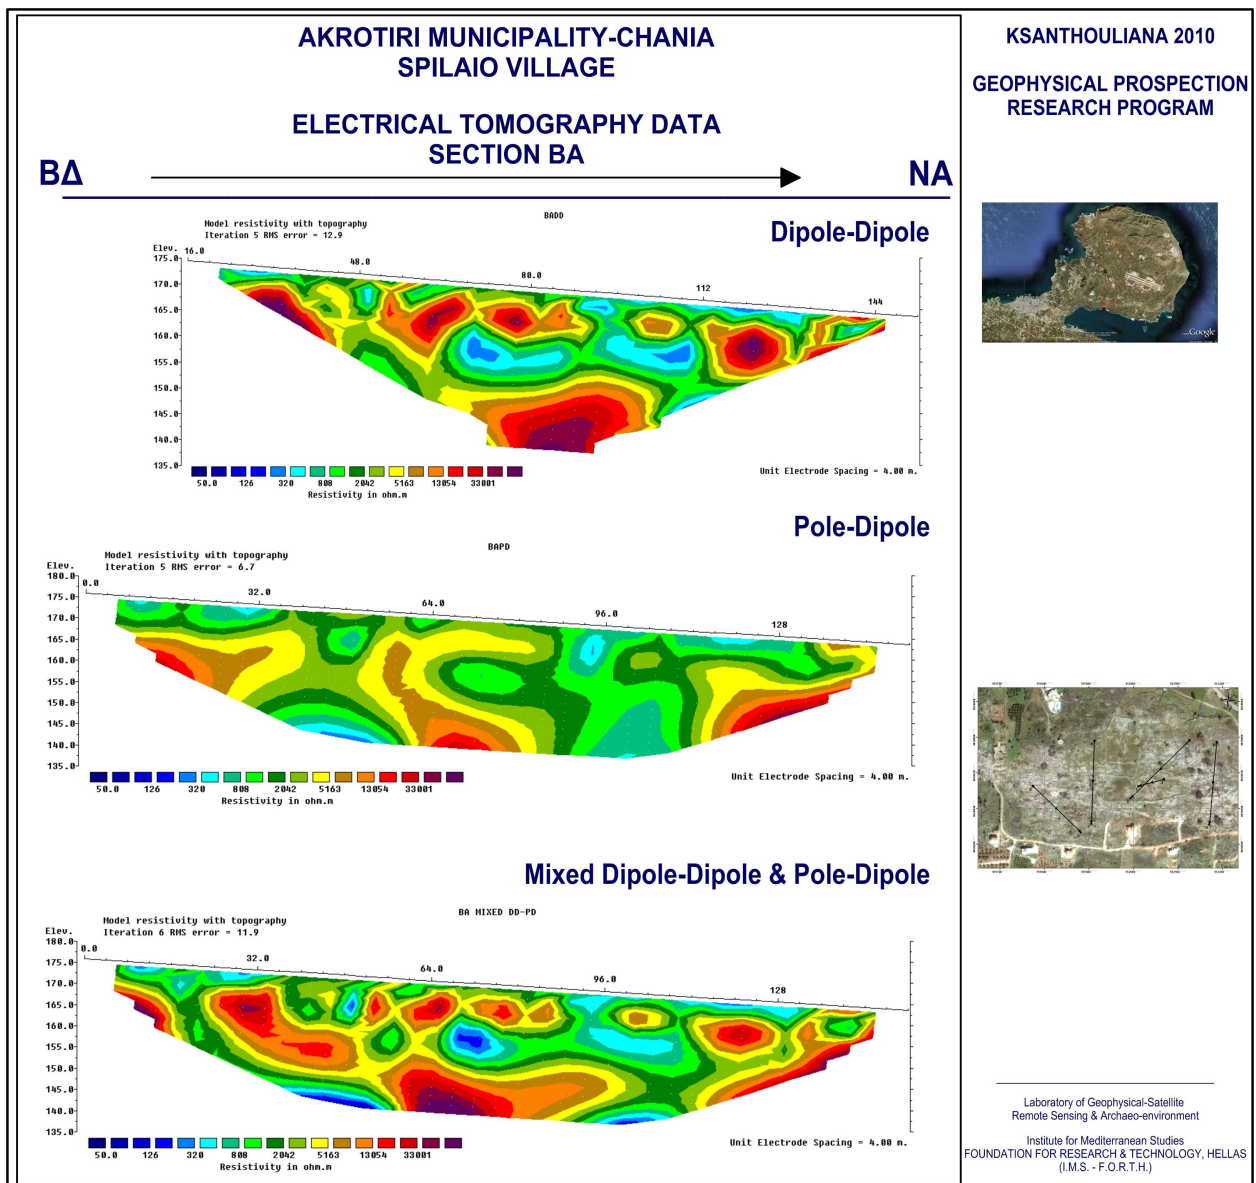 AKROTIRI MUNICIPALITY-CHANIA
SPILAIO VILLAGE
ELECTRICAL TOMOGRAPHY DATA
SECTION BA
ΒΔ
ΝΑ
Model resistivity with topography
Iteration 5 RMS error = 12.9
BADD
Dipole-Dipole
Elev.
16.0
48.0
80.0
112
144
175.0
170.0
165.0
160.0
155.0
150.0
145.0
140.0
135.0
50.0 126 320 808 2042 5163 13054 33001
Resistivity in ohm.m
Unit Electrode Spacing = 4.00 m.
Pole-Dipole
Model resistivity with topography
Iteration 5 RMS error = 6.7
BAPD
Elev.
0.0
32.0
64.0
96.0
128
180.0
175.0
170.0
165.0
160.0
155.0
150.0
145.0
140.0
135.0
50.0 126 320 808 2042 5163 13054 33001
Resistivity in ohm.m
Unit Electrode Spacing = 4.00 m.
Mixed Dipole-Dipole & Pole-Dipole
Model resistivity with topography
Iteration 6 RMS error = 11.9
BA MIXED DD-PD
Elev.
0.0
32.0
64.0
96.0
128
180.0
175.0
170.0
165.0
160.0
155.0
150.0
145.0
140.0
135.0
50.0 126 320 808 2042 5163 13054 33001
Resistivity in ohm.m
Unit Electrode Spacing = 4.00 m.
KSANTHOULIANA 2010
GEOPHYSICAL PROSPECTION
RESEARCH PROGRAM
Google
Laboratory of Geophysical-Satellite
Remote Sensing & Archaeo-environment
Institute for Mediterranean Studies
FOUNDATION FOR RESEARCH & TECHNOLOGY, HELLAS
(I.M.S. - F.O.R.T.H.)